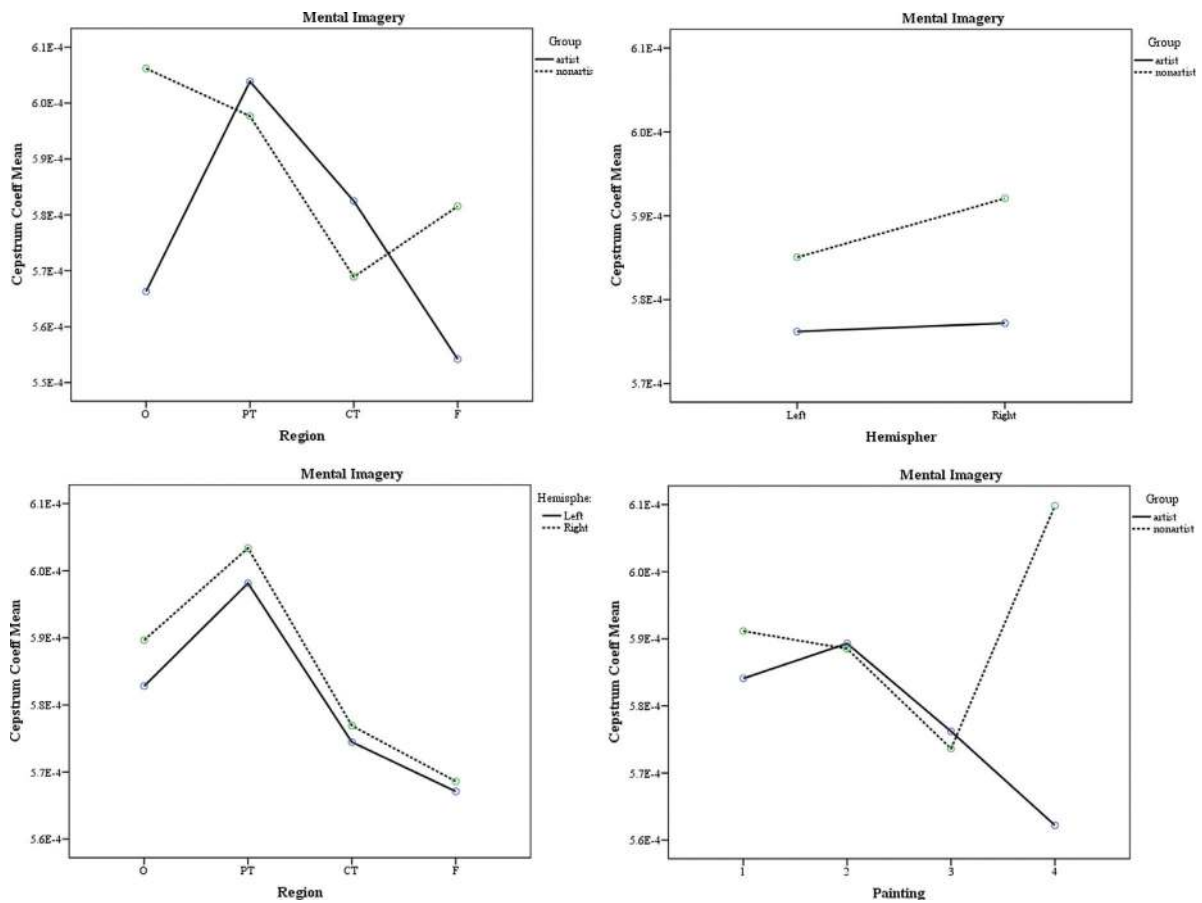 Mental Imagery
Group
artist
nonartis
6.1E-4
6.0E-4
5.9E-4
5.8E-4
5.7E-4
5.6E-4
5.5E-4
Cepstrum Coeff Mean
O PT CT F
Region
Mental Imagery
Group
artist
nonartist
6.1E-4
6.0E-4
5.9E-4
5.8E-4
5.7E-4
Cepstrum Coeff Mean
Left Right
Hemispher
Mental Imagery
Hemisphe:
Left
Right
6.1E-4
6.0E-4
5.9E-4
5.8E-4
5.7E-4
5.6E-4
Cepstrum Coeff Mean
O PT CT F
Region
Mental Imagery
Group
artist
nonartist
6.1E-4
6.0E-4
5.9E-4
5.8E-4
5.7E-4
5.6E-4
Cepstrum Coeff Mean
1 2 3 4
Painting